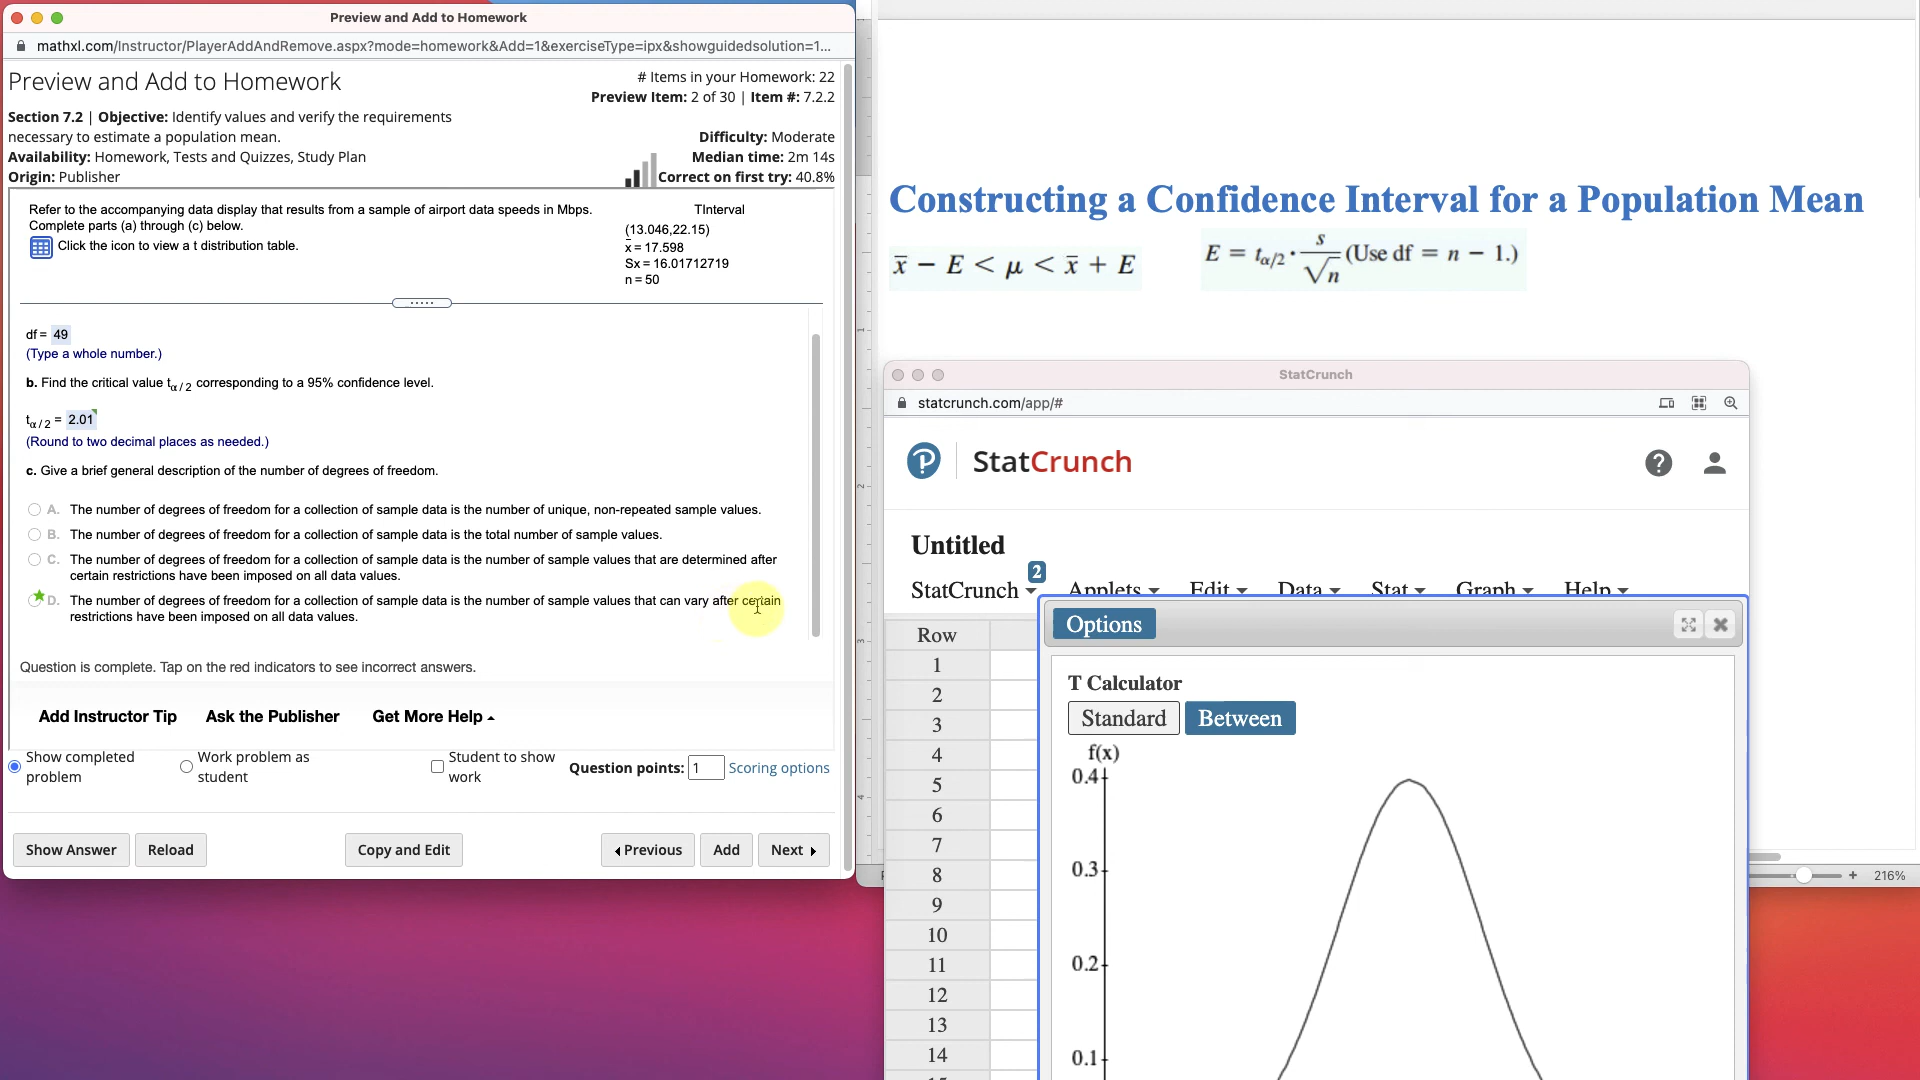 Preview and Add to Homework
mathxl.com/Instructor/PlayerAddAndRemove.aspx?mode=homework&Add=1&exerciseType=ipx&showguidedsolution=1...
Preview and Add to Homework
# Items in your Homework: 22
Preview Item: 2 of 30 | Item #: 7.2.2
Section 7.2 | Objective: Identify values and verify the requirements
necessary to estimate a population mean.
Availability: Homework, Tests and Quizzes, Study Plan
Origin: Publisher
Difficulty: Moderate
Median time: 2m 14s
Correct on first try: 40.8%
Refer to the accompanying data display that results from a sample of airport data speeds in Mbps.
Complete parts (a) through (c) below.
Click the icon to view a t distribution table.
TInterval
(13.046,22.15)
x̄ = 17.598
Sx = 16.01712719
n = 50
df = 49
(Type a whole number.)
b. Find the critical value tα/2 corresponding to a 95% confidence level.
tα/2 = 2.01
(Round to two decimal places as needed.)
c. Give a brief general description of the number of degrees of freedom.
A. The number of degrees of freedom for a collection of sample data is the number of unique, non-repeated sample values.
B. The number of degrees of freedom for a collection of sample data is the total number of sample values.
C. The number of degrees of freedom for a collection of sample data is the number of sample values that are determined after
certain restrictions have been imposed on all data values.
D. The number of degrees of freedom for a collection of sample data is the number of sample values that can vary after certain
restrictions have been imposed on all data values.
Question is complete. Tap on the red indicators to see incorrect answers.
Add Instructor Tip Ask the Publisher Get More Help
Show completed
problem
Work problem as
student
Student to show
work
Question points: 1 Scoring options
Show Answer Reload Copy and Edit Previous Add Next
Constructing a Confidence Interval for a Population Mean
x̄ − E < μ < x̄ + E
E = tα/2 · s/√n (Use df = n − 1.)
1
2
3
4
StatCrunch
statcrunch.com/app/#
StatCrunch
Untitled
2
StatCrunch Applets Edit Data Stat Graph Help
Row
1
2
3
4
5
6
7
8
9
10
11
12
13
14
Options
T Calculator
Standard Between
f(x)
0.4
0.3
0.2
0.1
216%